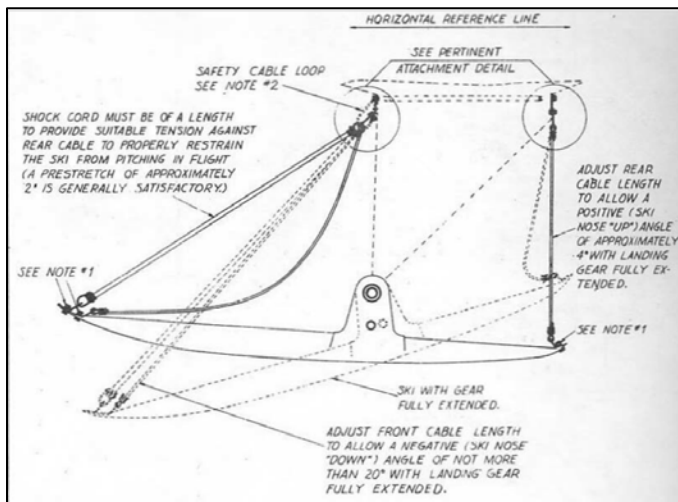 HORIZONTAL REFERENCE LINE
SEE PERTINENT
ATTACHMENT DETAIL
SAFETY CABLE LOOP
SEE NOTE #2
SHOCK CORD MUST BE OF A LENGTH
TO PROVIDE SUITABLE TENSION AGAINST
REAR CABLE TO PROPERLY RESTRAIN
THE SKI FROM PITCHING IN FLIGHT
(A PRESTRETCH OF APPROXIMATELY
2" IS GENERALLY SATISFACTORY.)
ADJUST REAR
CABLE LENGTH
TO ALLOW A
POSITIVE (SKI
NOSE "UP") ANGLE
OF APPROXIMATELY
4° WITH LANDING
GEAR FULLY EX-
TENDED.
SEE NOTE #1
SEE NOTE #1
SKI WITH GEAR
FULLY EXTENDED.
ADJUST FRONT CABLE LENGTH
TO ALLOW A NEGATIVE (SKI NOSE
"DOWN") ANGLE OF NOT MORE
THAN 20° WITH LANDING GEAR
FULLY EXTENDED.